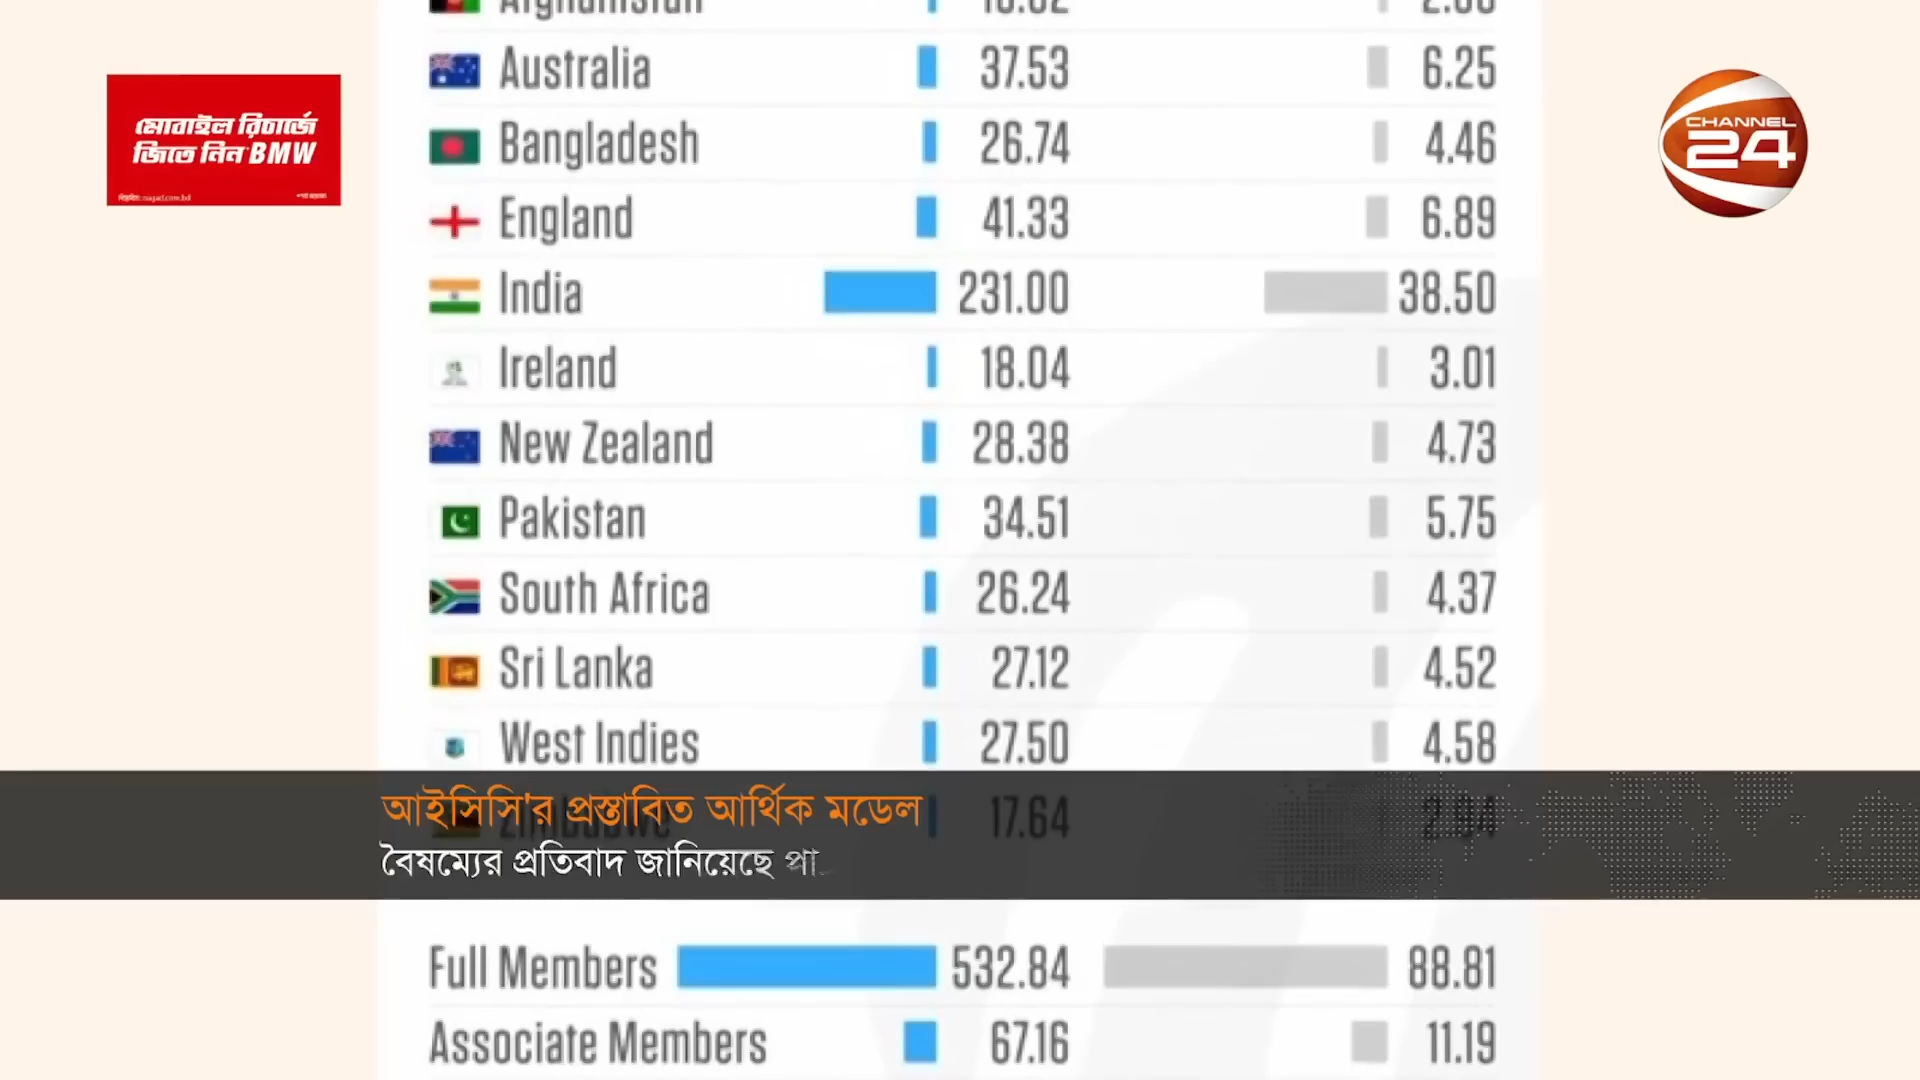 Afghanistan
Australia 37.53 6.25
মোবাইল রিচার্জে
জিতে নিন BMW
CHANNEL
24
Bangladesh 26.74 4.46
England 41.33 6.89
India 231.00 38.50
Ireland 18.04 3.01
New Zealand 28.38 4.73
Pakistan 34.51 5.75
South Africa 26.24 4.37
Sri Lanka 27.12 4.52
West Indies 27.50 4.58
Zimbabwe 17.64 2.94
আইসিসি'র প্রস্তাবিত আর্থিক মডেল
বৈষম্যের প্রতিবাদ জানিয়েছে পা
Full Members 532.84 88.81
Associate Members 67.16 11.19